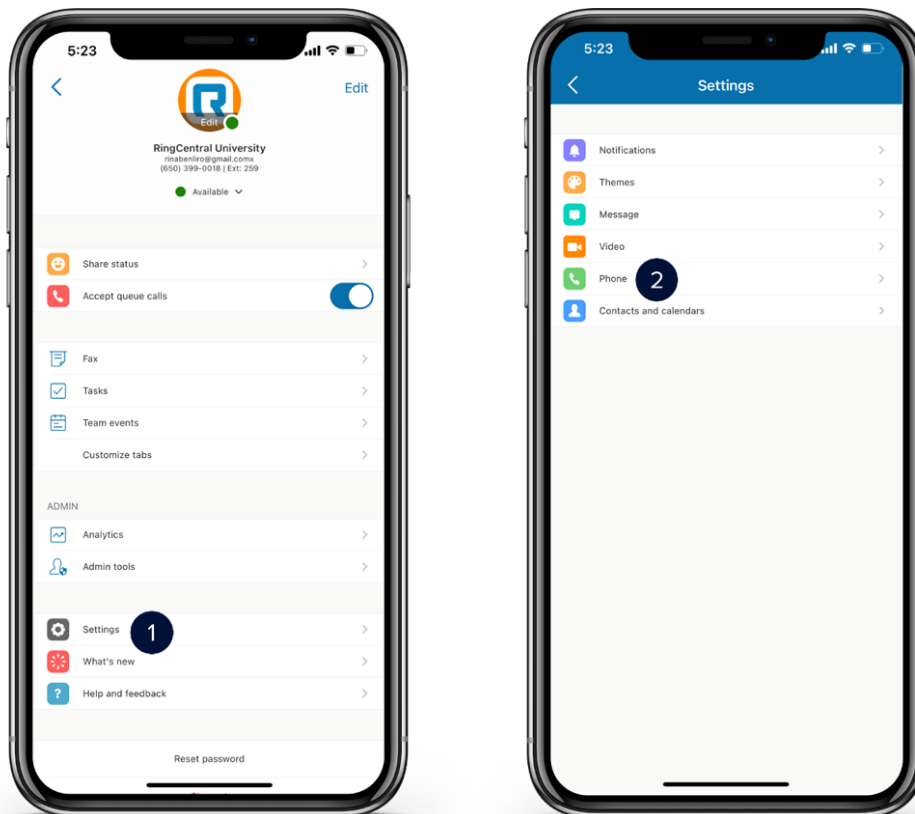 5:23
Edit
R
Edit
RingCentral University
rinabenliro@gmail.comx
(650) 399-0018 | Ext: 259
Available
Share status
Accept queue calls
Fax
Tasks
Team events
Customize tabs
ADMIN
Analytics
Admin tools
Settings
1
What's new
? Help and feedback
Reset password
5:23
Settings
Notifications
Themes
Message
Video
Phone
2
Contacts and calendars